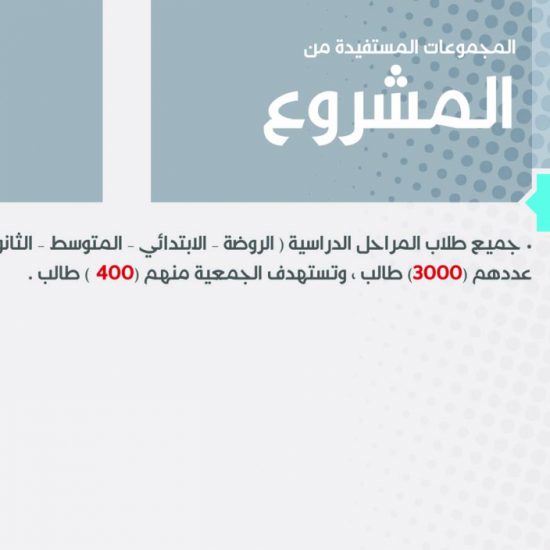 المجموعات المستفيدة من
المشروع
• جميع طلاب المراحل الدراسية ( الروضة - الابتدائي - المتوسط -
عددهم (3000) طالب ، وتستهدف الجمعية منهم (400 ) طالب .